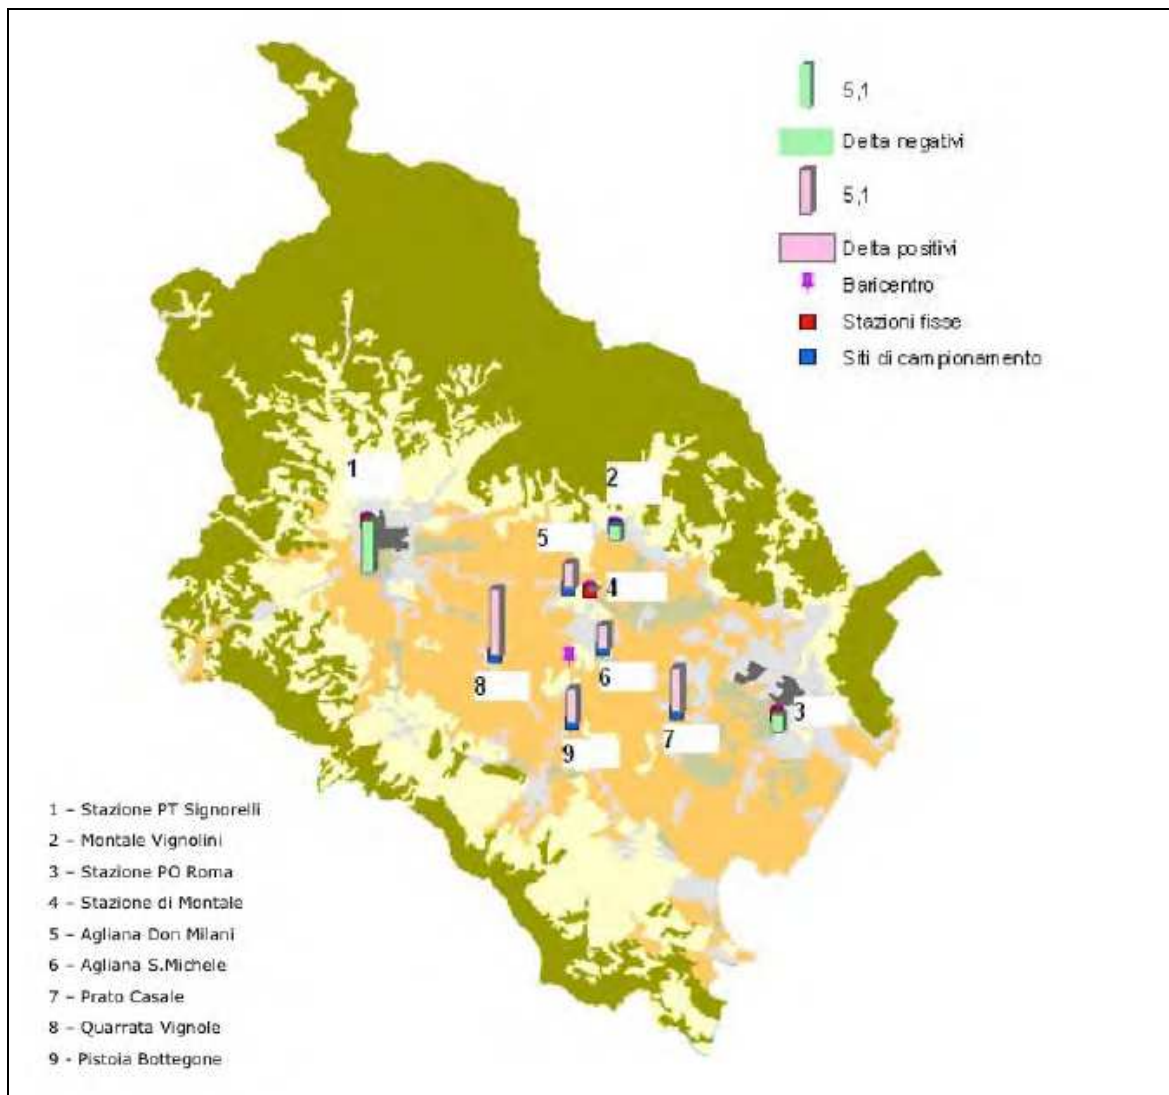 5,1
Delta negativi
5,1
Delta positivi
Baricentro
Stazioni fisse
Siti di campionamento
1
2
5
4
6
8
7
3
9
1 – Stazione PT Signorelli
2 – Montale Vignolini
3 – Stazione PO Roma
4 – Stazione di Montale
5 – Agliana Don Milani
6 – Agliana S.Michele
7 – Prato Casale
8 – Quarrata Vignole
9 - Pistoia Bottegone